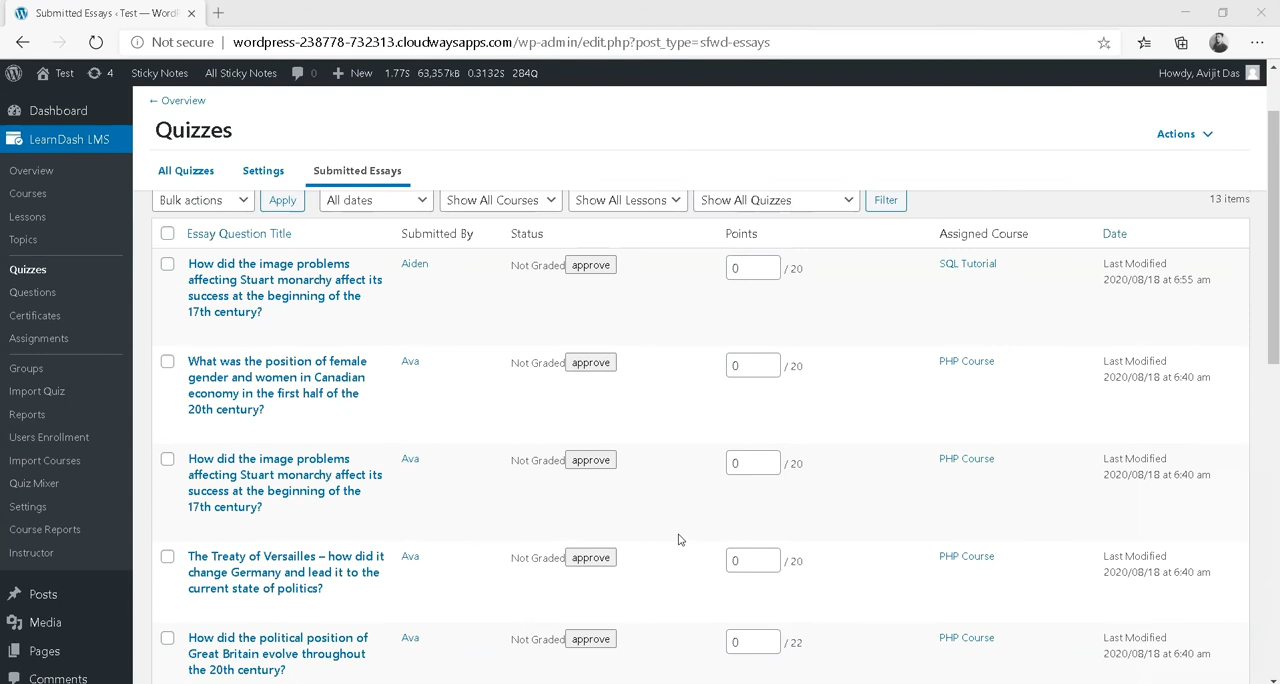 Submitted Essays ‹ Test — WordP
Not secure | wordpress-238778-732313.cloudwaysapps.com/wp-admin/edit.php?post_type=sfwd-essays
Test 4 Sticky Notes All Sticky Notes 0 + New 1.77S 63,357kB 0.3132S 284Q Howdy, Avijit Das
Dashboard
LearnDash LMS
Overview
Courses
Lessons
Topics
Quizzes
Questions
Certificates
Assignments
Groups
Import Quiz
Reports
Users Enrollment
Import Courses
Quiz Mixer
Settings
Course Reports
Instructor
Posts
Media
Pages
Comments
← Overview
Quizzes
Actions
All Quizzes Settings Submitted Essays
Bulk actions Apply All dates Show All Courses Show All Lessons Show All Quizzes Filter 13 items
Essay Question Title Submitted By Status Points Assigned Course Date
How did the image problems Aiden Not Graded approve 0 / 20 SQL Tutorial Last Modified
affecting Stuart monarchy affect its 2020/08/18 at 6:55 am
success at the beginning of the
17th century?
What was the position of female Ava Not Graded approve 0 / 20 PHP Course Last Modified
gender and women in Canadian 2020/08/18 at 6:40 am
economy in the first half of the
20th century?
How did the image problems Ava Not Graded approve 0 / 20 PHP Course Last Modified
affecting Stuart monarchy affect its 2020/08/18 at 6:40 am
success at the beginning of the
17th century?
The Treaty of Versailles – how did it Ava Not Graded approve 0 / 20 PHP Course Last Modified
change Germany and lead it to the 2020/08/18 at 6:40 am
current state of politics?
How did the political position of Ava Not Graded approve 0 / 22 PHP Course Last Modified
Great Britain evolve throughout 2020/08/18 at 6:40 am
the 20th century?